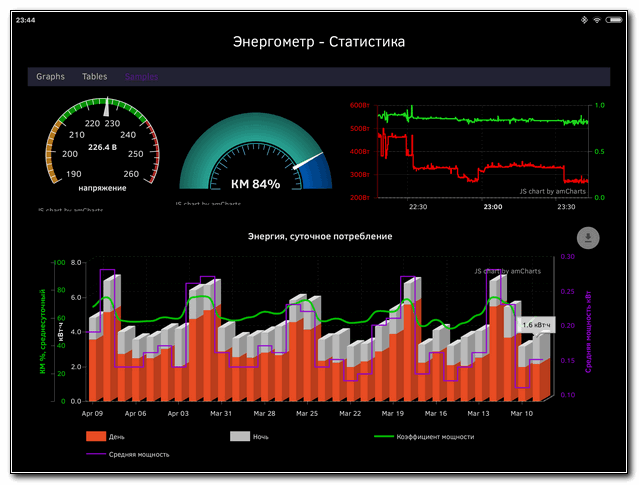 23:44
Энергометр - Статистика
Graphs Tables Samples
190 200 210 220 230 240 250 260
226.4 В
напряжение
JS chart by amCharts
КМ 84%
JS chart by amCharts
6000Вт 5000Вт 4000Вт 3000Вт 200Вт
1.0 0.5 0.0
JS chart by amCharts
22:30 23:00 23:30
Энергия, суточное потребление
JS chart by amCharts
КМ %, среднесуточный
100 80 60 40 20 0
кВт·ч
8.0 6.0 4.0 2.0 0.0
0.30 0.25 0.20 0.15 0.10
Средняя мощность кВт
1.6 кВт·ч
Apr 09 Apr 06 Apr 03 Mar 31 Mar 28 Mar 25 Mar 22 Mar 19 Mar 16 Mar 13 Mar 10
День Ночь Коэффициент мощности
Средняя мощность